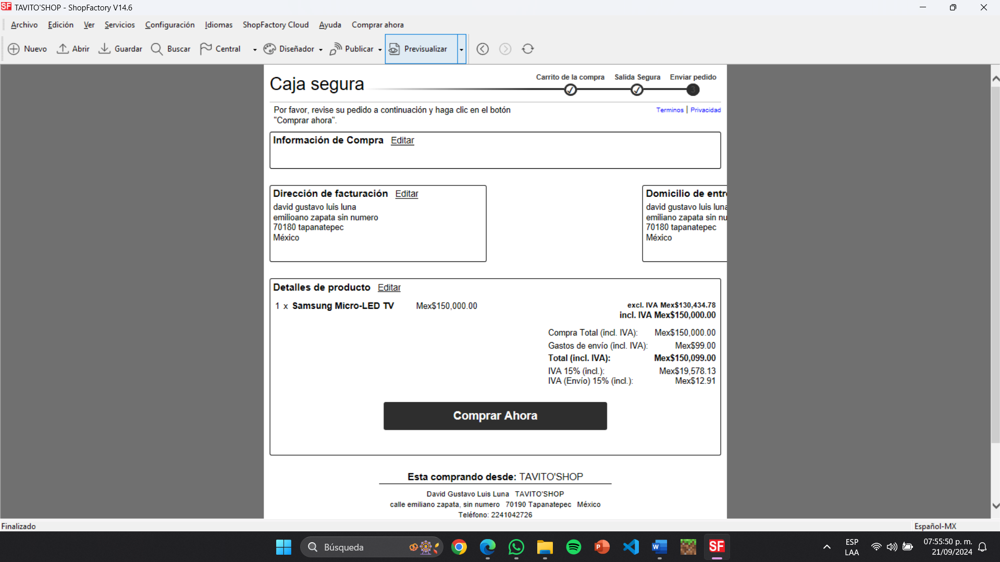 SF TAVITO'SHOP - ShopFactory V14.6
Archivo Edición Ver Servicios Configuración Idiomas ShopFactory Cloud Ayuda Comprar ahora
Nuevo Abrir Guardar Buscar Central Diseñador Publicar Previsualizar
Caja segura
Carrito de la compra Salida Segura Enviar pedido
3
Por favor, revise su pedido a continuación y haga clic en el botón
"Comprar ahora".
Terminos | Privacidad
Información de Compra Editar
Dirección de facturación Editar
david gustavo luis luna
emilioano zapata sin numero
70180 tapanatepec
México
Domicilio de entre
david gustavo luis luna
emiliano zapata sin nu
70180 tapanatepec
México
Detalles de producto Editar
1 x Samsung Micro-LED TV Mex$150,000.00
excl. IVA Mex$130,434.78
incl. IVA Mex$150,000.00
Compra Total (incl. IVA): Mex$150,000.00
Gastos de envío (incl. IVA): Mex$99.00
Total (incl. IVA): Mex$150,099.00
IVA 15% (incl.): Mex$19,578.13
IVA (Envío) 15% (incl.): Mex$12.91
Comprar Ahora
Esta comprando desde: TAVITO'SHOP
David Gustavo Luis Luna TAVITO'SHOP
calle emiliano zapata, sin numero 70190 Tapanatepec México
Teléfono: 2241042726
Finalizado
Español-MX
Búsqueda
P
W
SF
ESP
LAA
07:55:50 p. m.
21/09/2024